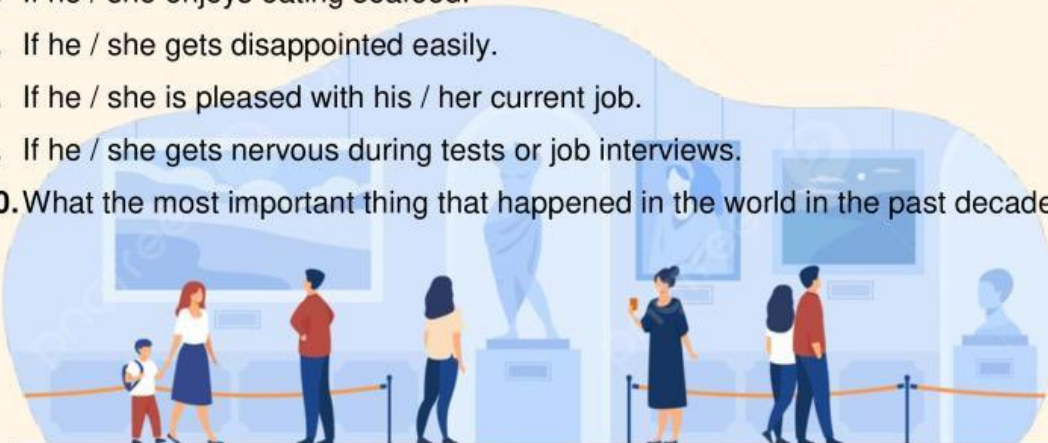 If he / she gets disappointed easily.
If he / she is pleased with his / her current job.
If he / she gets nervous during tests or job interviews.
0. What the most important thing that happened in the world in the past decade